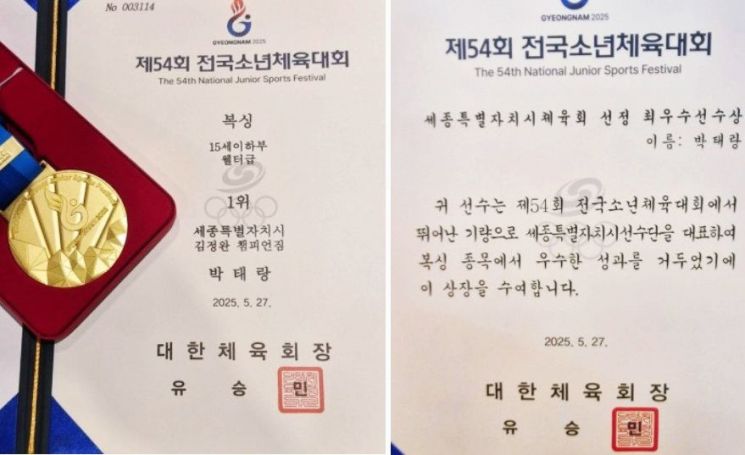 No 003114
GYEONGNAM 2025
제54회 전국소년체육대회
The 54th National Junior Sports Festival
복싱
15세이하부
웰터급
1위
세종특별자치시
김정완 챔피언짐
박태랑
2025. 5. 27.
대한체육회장
유승민
GYEONGNAM 2025
제54회 전국소년체육대회
The 54th National Junior Sports Festival
세종특별자치시체육회 선정 최우수선수상
이름: 박태랑
귀 선수는 제54회 전국소년체육대회에서
뛰어난 기량으로 세종특별자치시선수단을 대표하여
복싱 종목에서 우수한 성과를 거두었기에
이 상장을 수여합니다.
2025. 5. 27.
대한체육회장
유승민